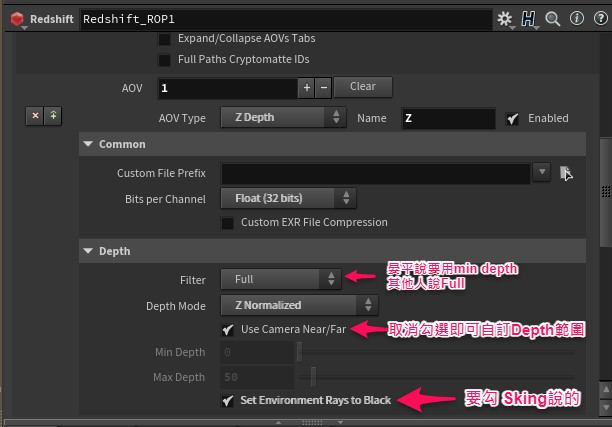 Redshift Redshift_ROP1
Expand/Collapse AOVs Tabs
Full Paths Cryptomatte IDs
AOV 1 + − Clear
AOV Type Z Depth Name Z Enabled
Common
Custom File Prefix
Bits per Channel Float (32 bits)
Custom EXR File Compression
Depth
Filter Full 晏平說要用min depth
其他人說Full
Depth Mode Z Normalized
Use Camera Near/Far 取消勾選即可自訂Depth範圍
Min Depth 0
Max Depth 50
Set Environment Rays to Black 要勾 Sking說的